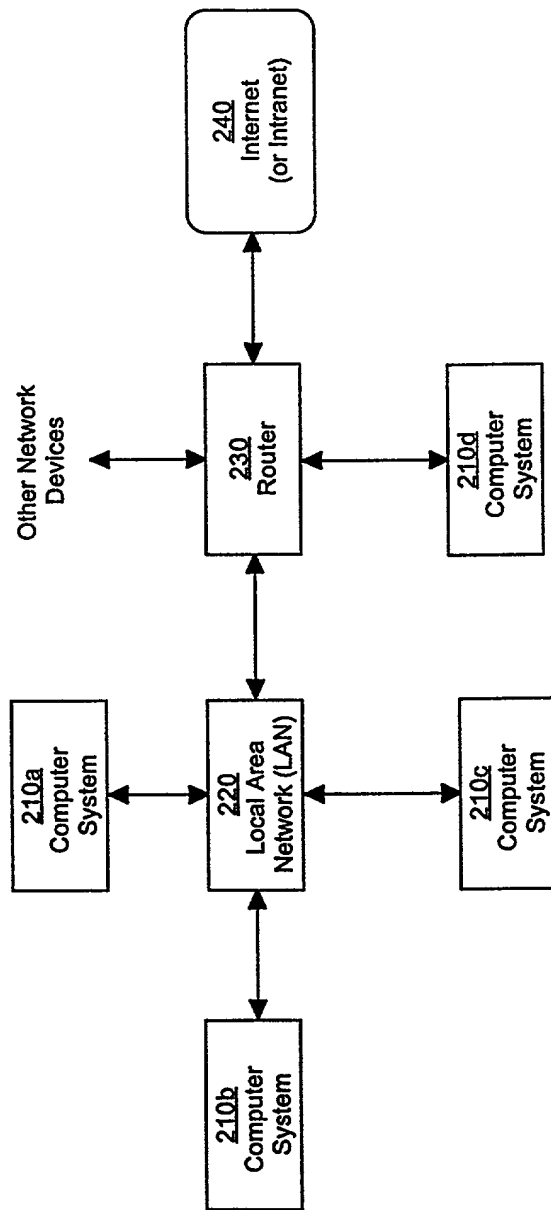 Other Network
Devices
210a
Computer
System
210b
Computer
System
220
Local Area
Network (LAN)
230
Router
240
Internet
(or Intranet)
210c
Computer
System
210d
Computer
System